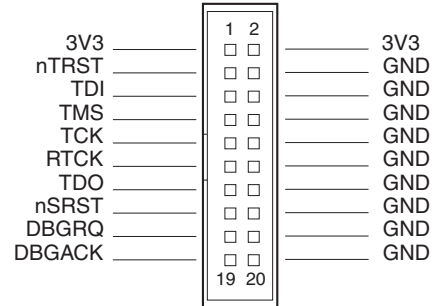 1 2
3V3 3V3
nTRST GND
TDI GND
TMS GND
TCK GND
RTCK GND
TDO GND
nSRST GND
DBGRQ GND
DBGACK GND
19 20